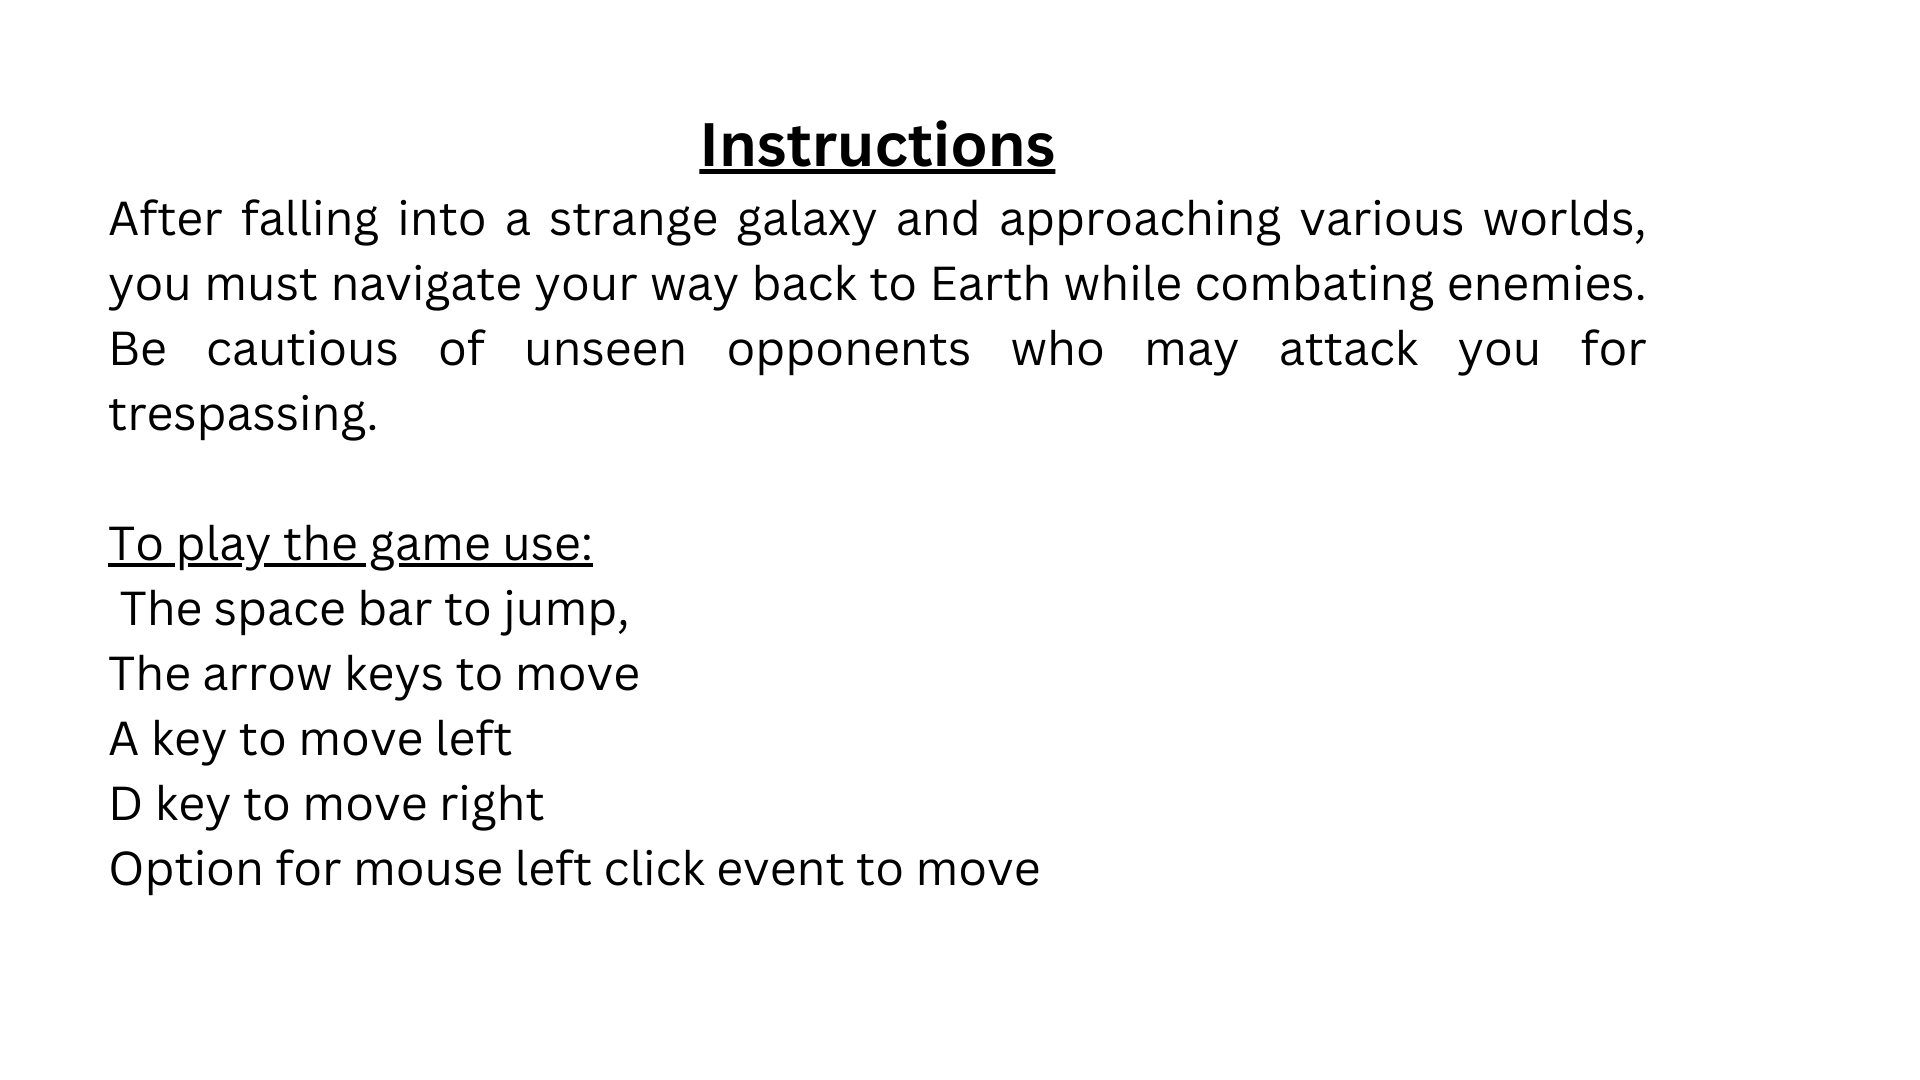 Instructions
After falling into a strange galaxy and approaching various worlds,
you must navigate your way back to Earth while combating enemies.
Be cautious of unseen opponents who may attack you for
trespassing.
To play the game use:
The space bar to jump,
The arrow keys to move
A key to move left
D key to move right
Option for mouse left click event to move